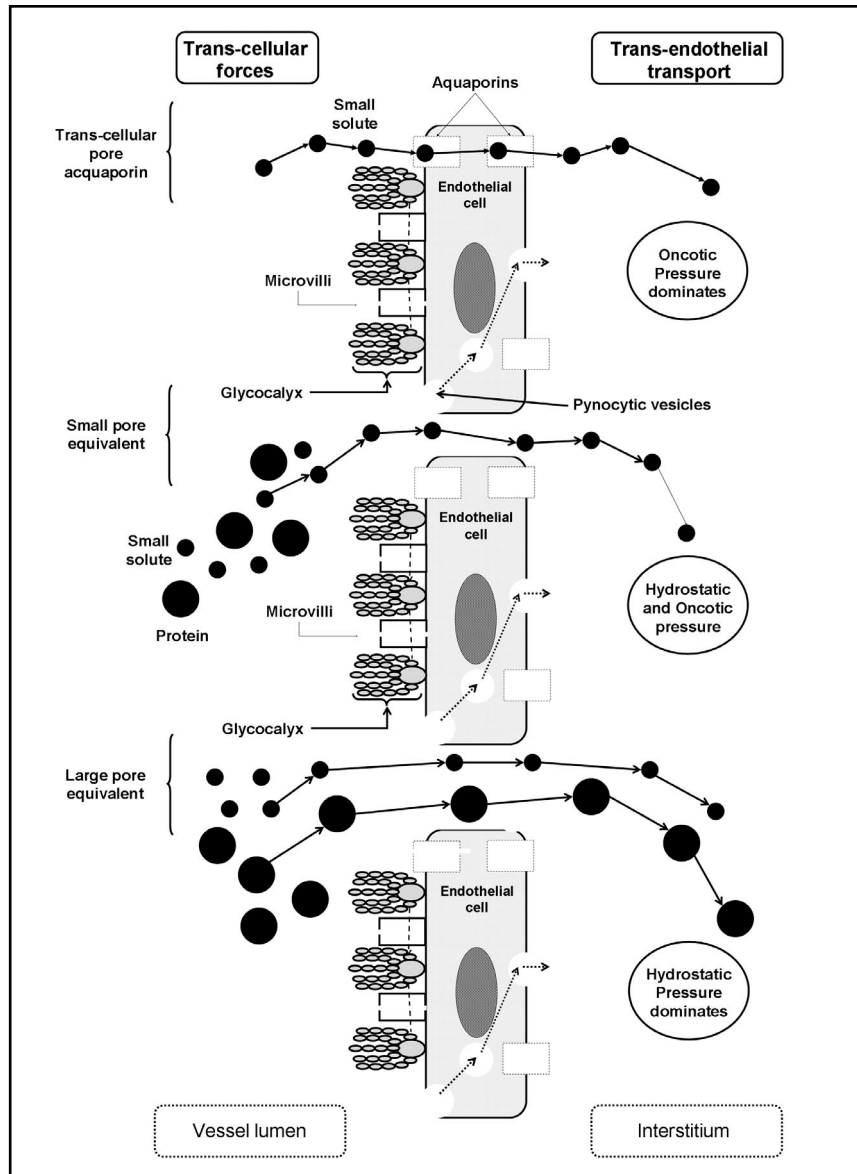 Trans-cellular
forces
Trans-endothelial
transport
Aquaporins
Small
solute
Trans-cellular
pore
acquaporin
Endothelial
cell
Oncotic
Pressure
dominates
Microvilli
Glycocalyx
Pynocytic vesicles
Small pore
equivalent
Endothelial
cell
Small
solute
Hydrostatic
and Oncotic
pressure
Microvilli
Protein
Glycocalyx
Large pore
equivalent
Endothelial
cell
Hydrostatic
Pressure
dominates
Vessel lumen
Interstitium